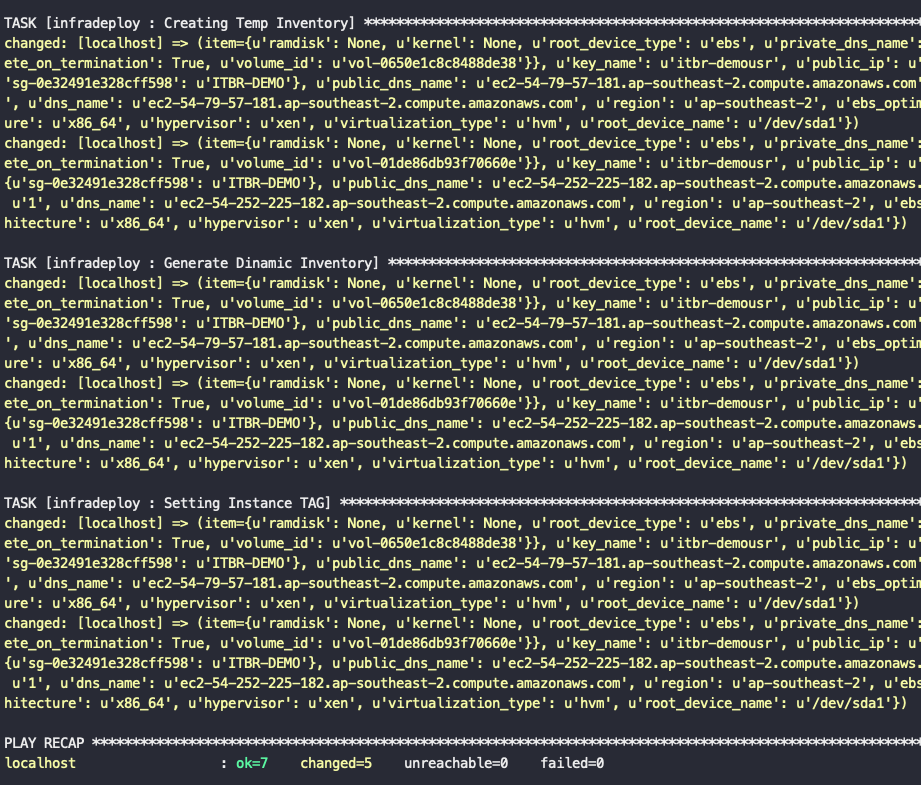 TASK [infradeploy : Creating Temp Inventory] **********************************************************************
changed: [localhost] => (item={u'ramdisk': None, u'kernel': None, u'root_device_type': u'ebs', u'private_dns_name':
ete_on_termination': True, u'volume_id': u'vol-0650e1c8c8488de38'}}, u'key_name': u'itbr-demousr', u'public_ip': u'
'sg-0e32491e328cff598': u'ITBR-DEMO'}, u'public_dns_name': u'ec2-54-79-57-181.ap-southeast-2.compute.amazonaws.com'
', u'dns_name': u'ec2-54-79-57-181.ap-southeast-2.compute.amazonaws.com', u'region': u'ap-southeast-2', u'ebs_optim
ure': u'x86_64', u'hypervisor': u'xen', u'virtualization_type': u'hvm', u'root_device_name': u'/dev/sda1'})
changed: [localhost] => (item={u'ramdisk': None, u'kernel': None, u'root_device_type': u'ebs', u'private_dns_name':
ete_on_termination': True, u'volume_id': u'vol-01de86db93f70660e'}}, u'key_name': u'itbr-demousr', u'public_ip': u'
{u'sg-0e32491e328cff598': u'ITBR-DEMO'}, u'public_dns_name': u'ec2-54-252-225-182.ap-southeast-2.compute.amazonaws.
u'1', u'dns_name': u'ec2-54-252-225-182.ap-southeast-2.compute.amazonaws.com', u'region': u'ap-southeast-2', u'ebs
hitecture': u'x86_64', u'hypervisor': u'xen', u'virtualization_type': u'hvm', u'root_device_name': u'/dev/sda1'})
TASK [infradeploy : Generate Dinamic Inventory] *******************************************************************
changed: [localhost] => (item={u'ramdisk': None, u'kernel': None, u'root_device_type': u'ebs', u'private_dns_name':
ete_on_termination': True, u'volume_id': u'vol-0650e1c8c8488de38'}}, u'key_name': u'itbr-demousr', u'public_ip': u'
'sg-0e32491e328cff598': u'ITBR-DEMO'}, u'public_dns_name': u'ec2-54-79-57-181.ap-southeast-2.compute.amazonaws.com'
', u'dns_name': u'ec2-54-79-57-181.ap-southeast-2.compute.amazonaws.com', u'region': u'ap-southeast-2', u'ebs_optim
ure': u'x86_64', u'hypervisor': u'xen', u'virtualization_type': u'hvm', u'root_device_name': u'/dev/sda1'})
changed: [localhost] => (item={u'ramdisk': None, u'kernel': None, u'root_device_type': u'ebs', u'private_dns_name':
ete_on_termination': True, u'volume_id': u'vol-01de86db93f70660e'}}, u'key_name': u'itbr-demousr', u'public_ip': u'
{u'sg-0e32491e328cff598': u'ITBR-DEMO'}, u'public_dns_name': u'ec2-54-252-225-182.ap-southeast-2.compute.amazonaws.
u'1', u'dns_name': u'ec2-54-252-225-182.ap-southeast-2.compute.amazonaws.com', u'region': u'ap-southeast-2', u'ebs
hitecture': u'x86_64', u'hypervisor': u'xen', u'virtualization_type': u'hvm', u'root_device_name': u'/dev/sda1'})
TASK [infradeploy : Setting Instance TAG] *************************************************************************
changed: [localhost] => (item={u'ramdisk': None, u'kernel': None, u'root_device_type': u'ebs', u'private_dns_name':
ete_on_termination': True, u'volume_id': u'vol-0650e1c8c8488de38'}}, u'key_name': u'itbr-demousr', u'public_ip': u'
'sg-0e32491e328cff598': u'ITBR-DEMO'}, u'public_dns_name': u'ec2-54-79-57-181.ap-southeast-2.compute.amazonaws.com'
', u'dns_name': u'ec2-54-79-57-181.ap-southeast-2.compute.amazonaws.com', u'region': u'ap-southeast-2', u'ebs_optim
ure': u'x86_64', u'hypervisor': u'xen', u'virtualization_type': u'hvm', u'root_device_name': u'/dev/sda1'})
changed: [localhost] => (item={u'ramdisk': None, u'kernel': None, u'root_device_type': u'ebs', u'private_dns_name':
ete_on_termination': True, u'volume_id': u'vol-01de86db93f70660e'}}, u'key_name': u'itbr-demousr', u'public_ip': u'
{u'sg-0e32491e328cff598': u'ITBR-DEMO'}, u'public_dns_name': u'ec2-54-252-225-182.ap-southeast-2.compute.amazonaws.
u'1', u'dns_name': u'ec2-54-252-225-182.ap-southeast-2.compute.amazonaws.com', u'region': u'ap-southeast-2', u'ebs
hitecture': u'x86_64', u'hypervisor': u'xen', u'virtualization_type': u'hvm', u'root_device_name': u'/dev/sda1'})
PLAY RECAP ********************************************************************************************************
localhost                  : ok=7    changed=5    unreachable=0    failed=0